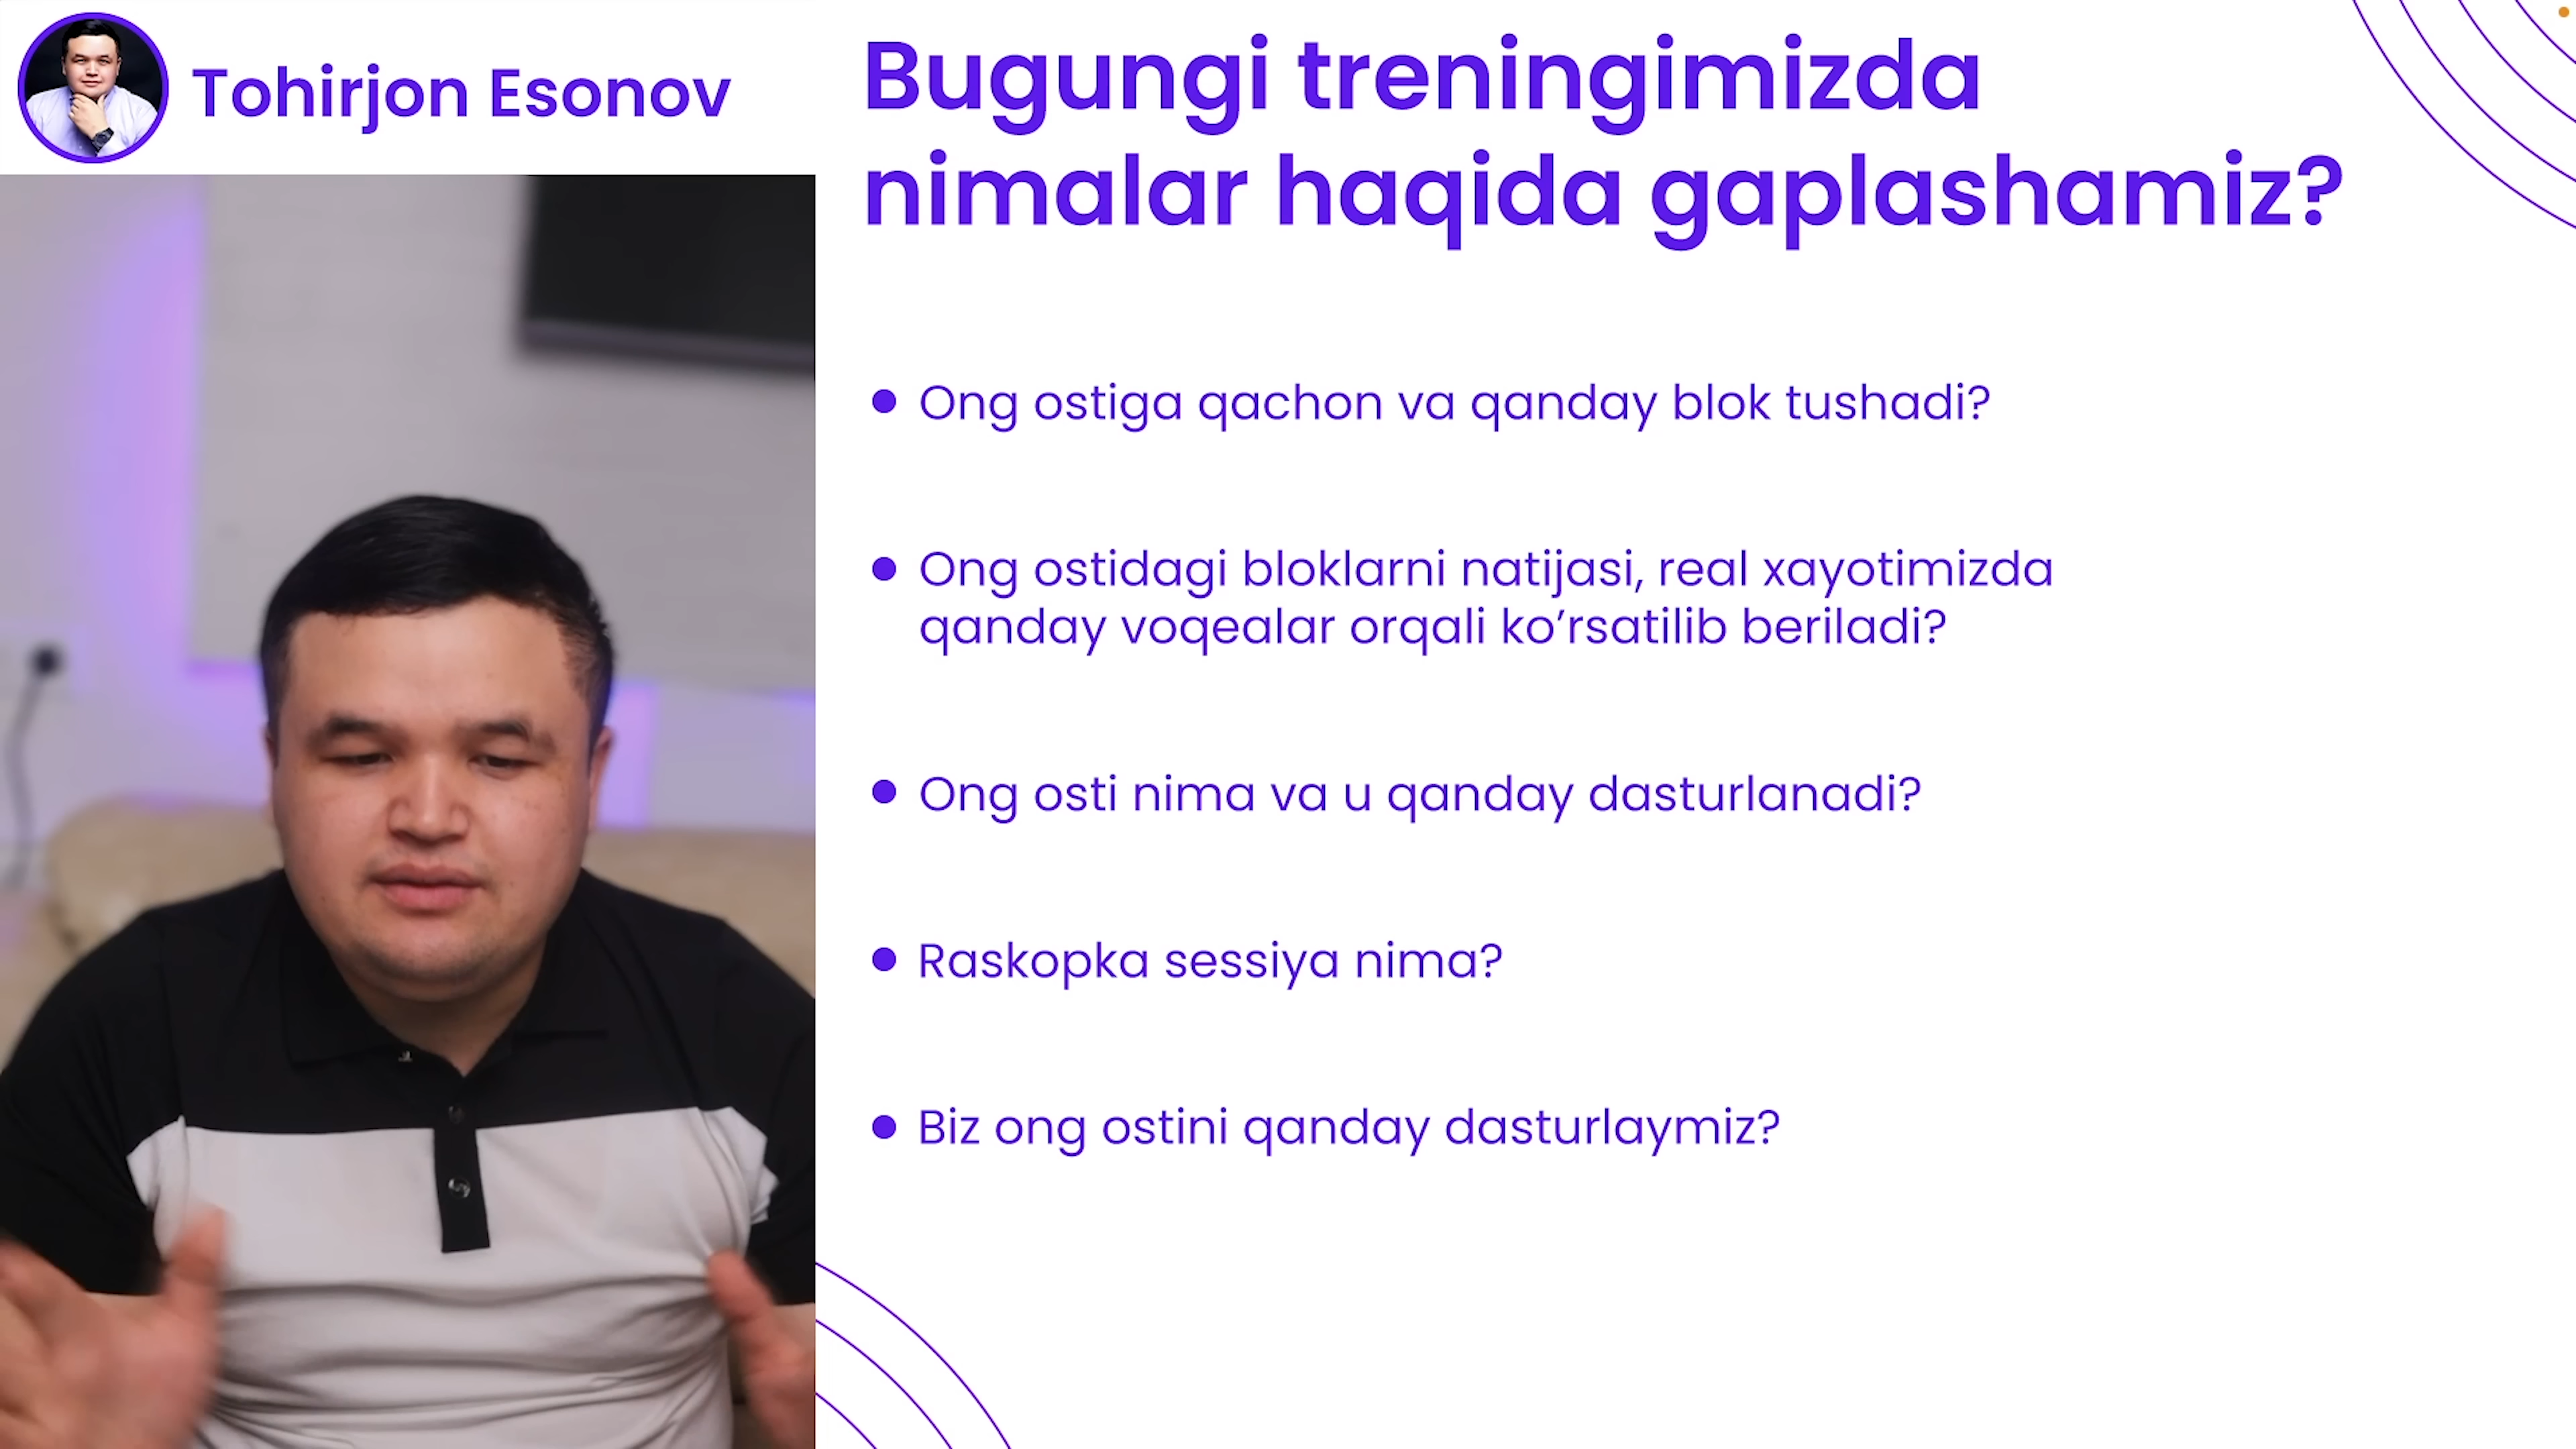 Tohirjon Esonov
Bugungi treningimizda
nimalar haqida gaplashamiz?
Ong ostiga qachon va qanday blok tushadi?
Ong ostidagi bloklarni natijasi, real xayotimizda
qanday voqealar orqali ko’rsatilib beriladi?
Ong osti nima va u qanday dasturlanadi?
Raskopka sessiya nima?
Biz ong ostini qanday dasturlaymiz?